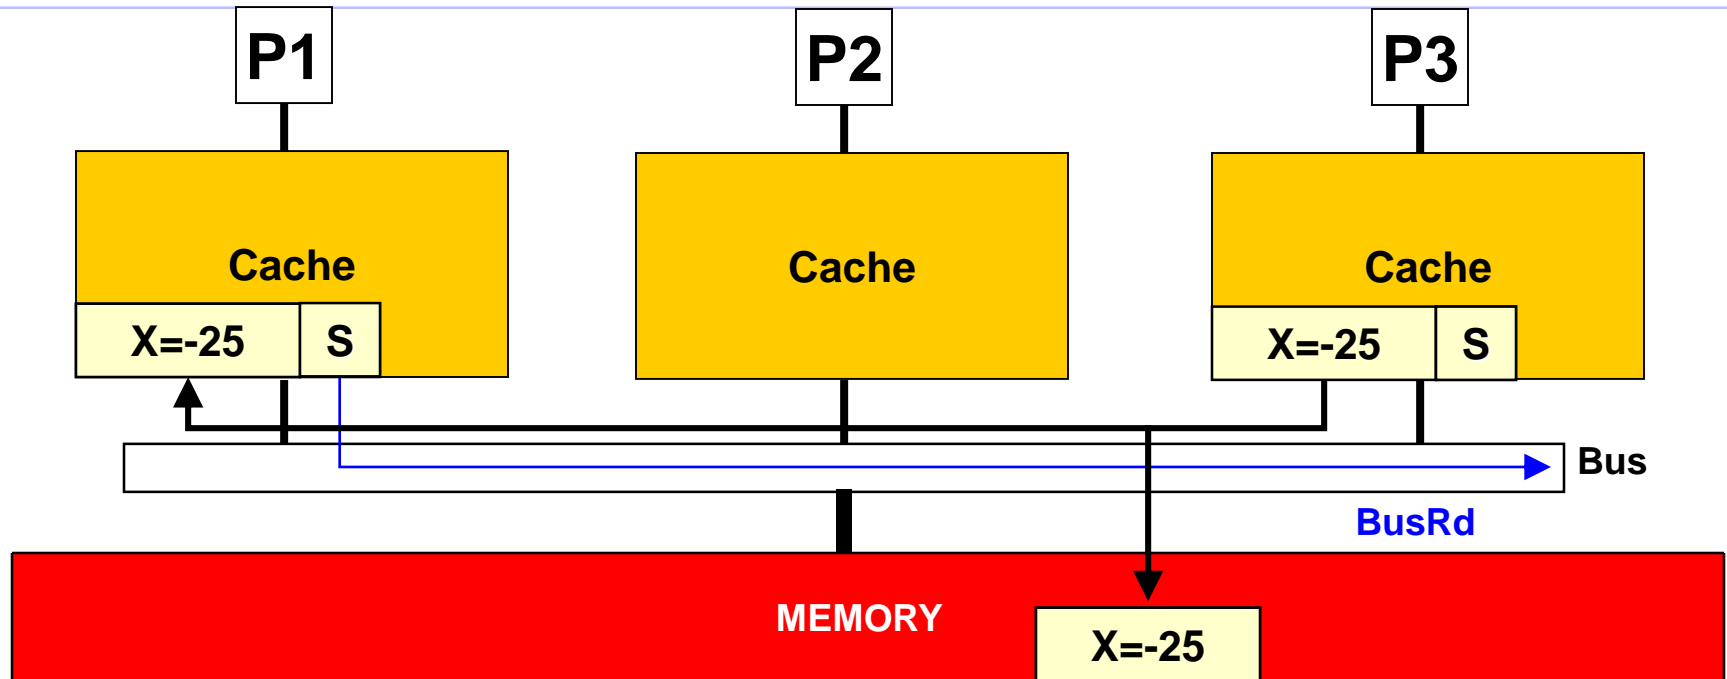 P1
P2
P3
Cache
Cache
Cache
X=-25 S
X=-25 S
Bus
BusRd
MEMORY
X=-25